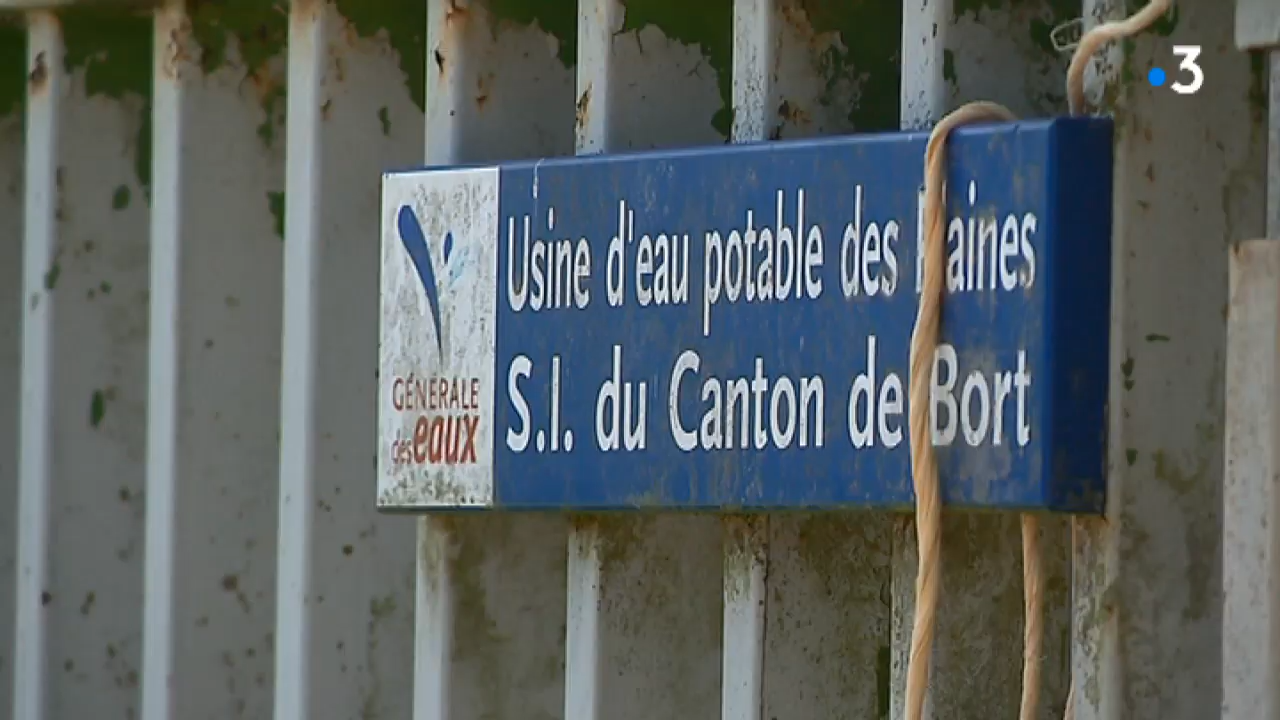 3
Usine d'eau potable des
S.I. du Canton de Bort
GÉNÉRALE
des eaux